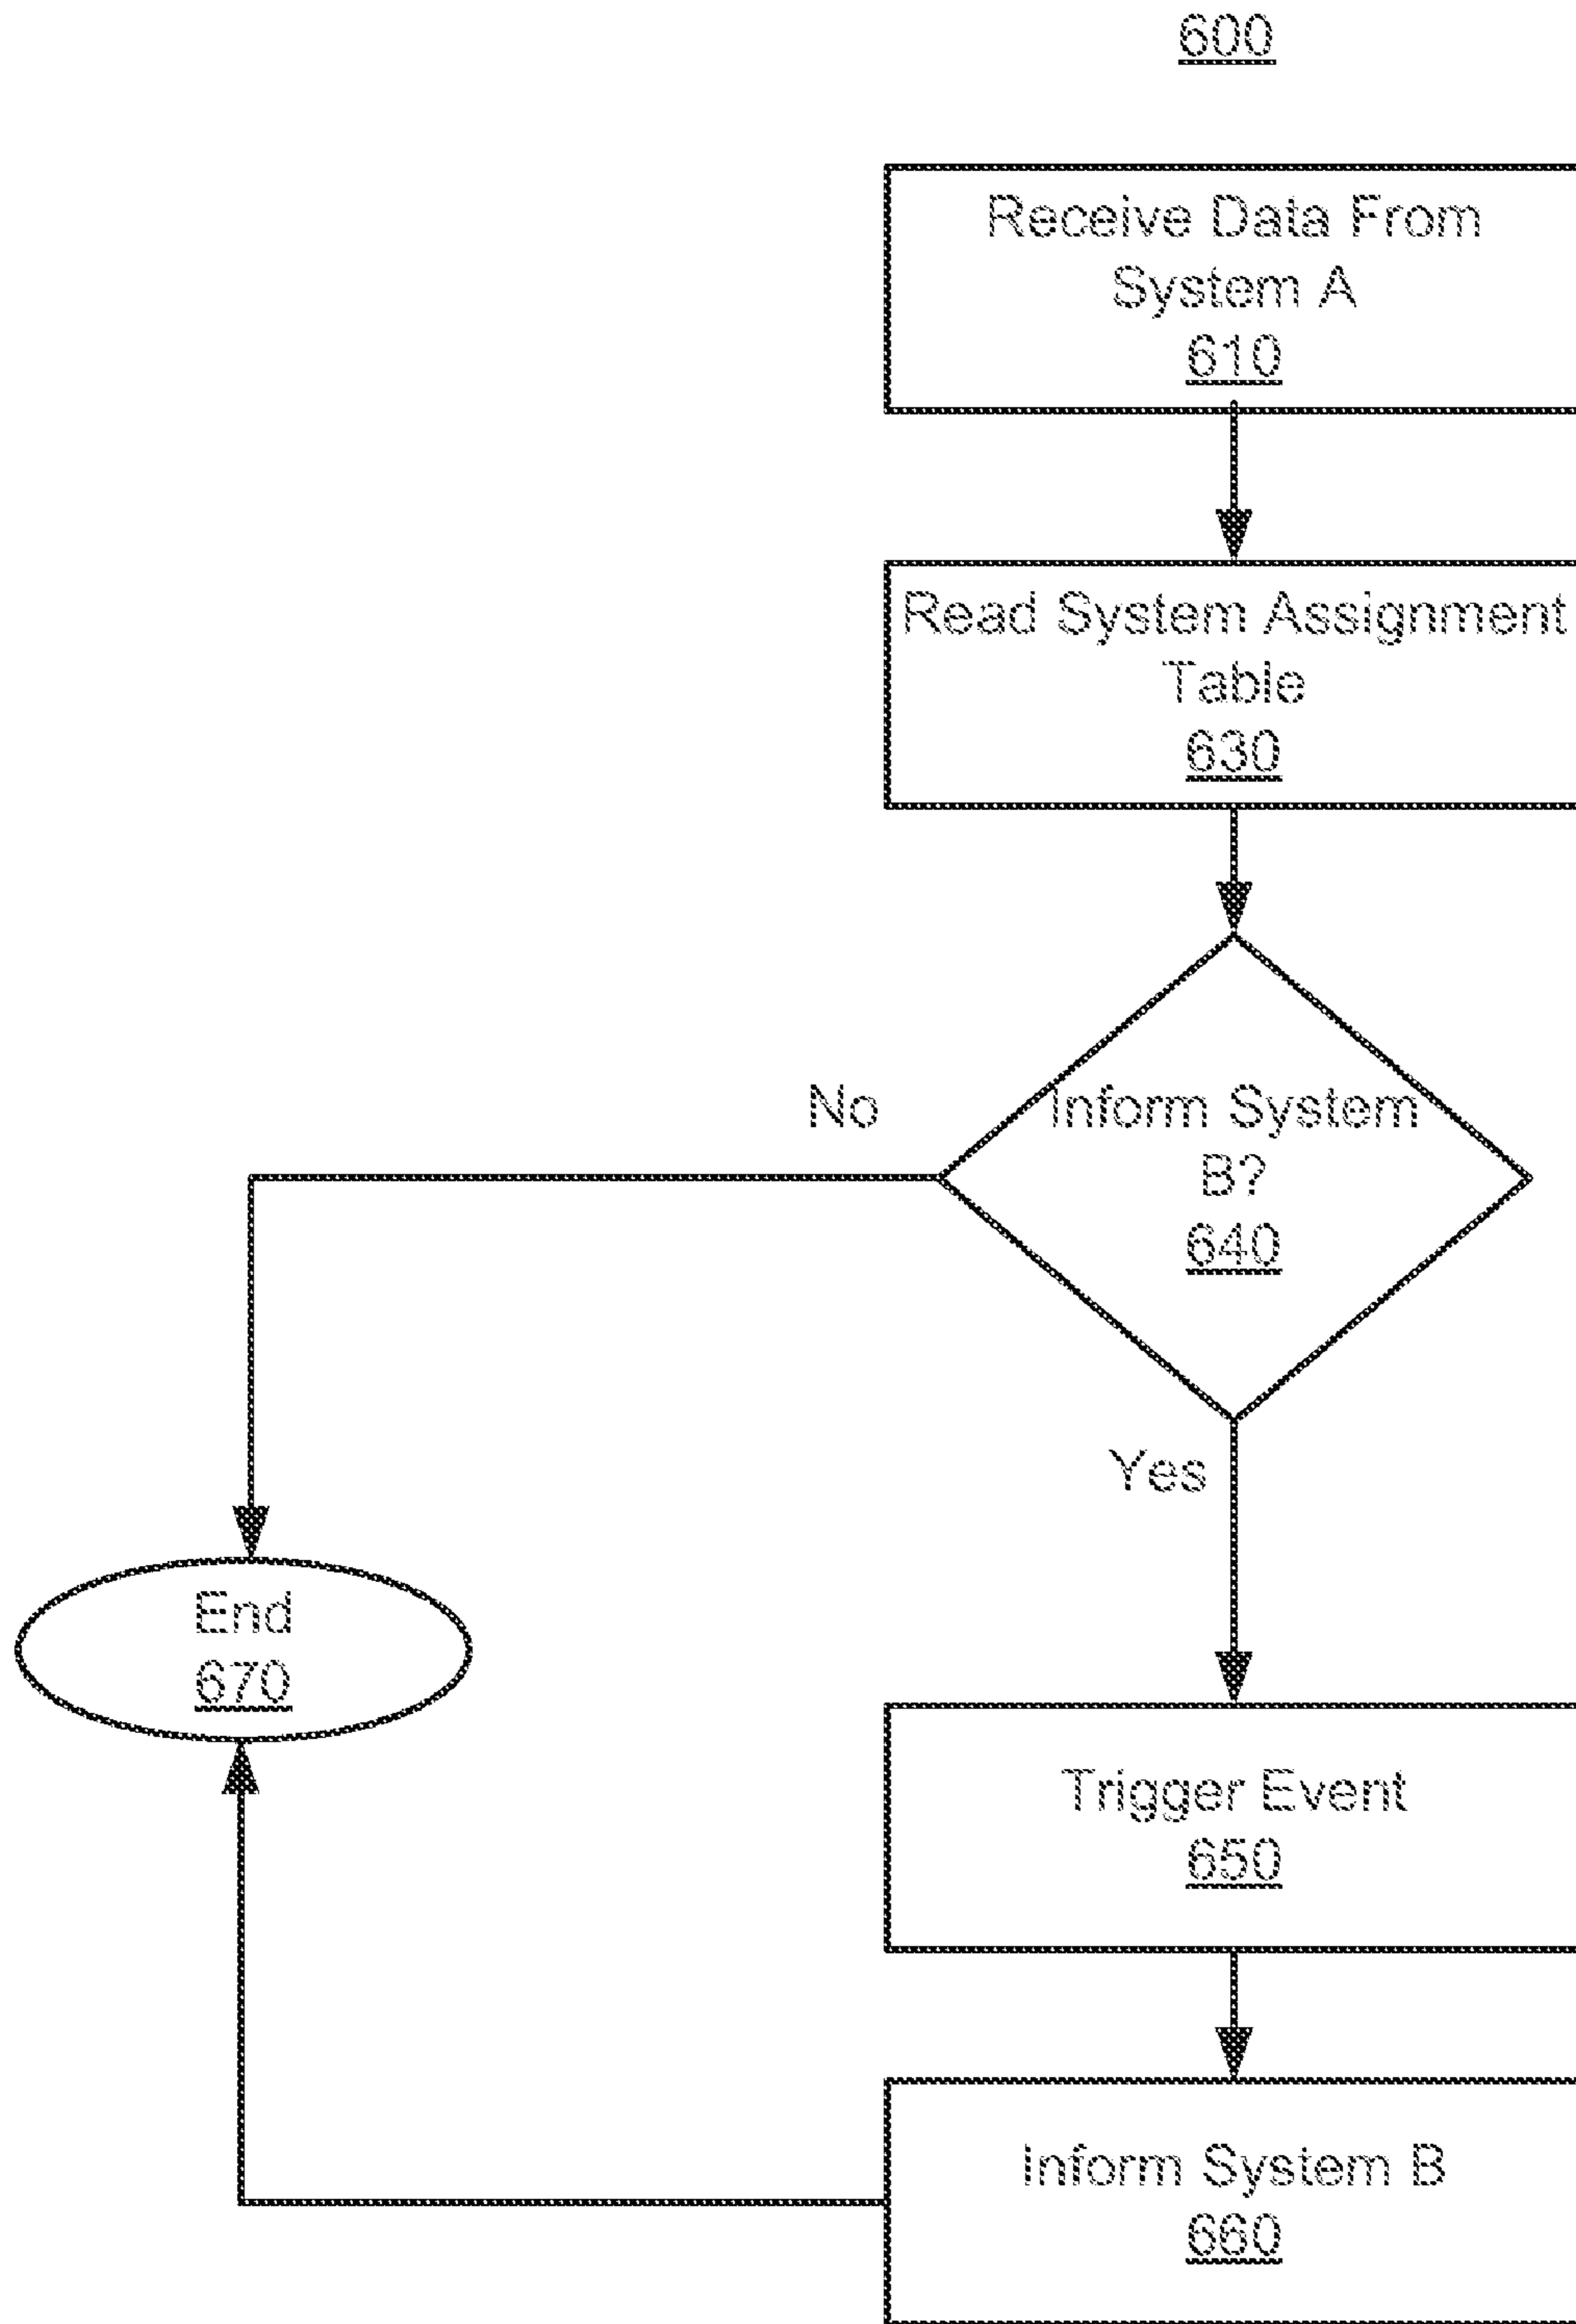 600
Receive Data From
System A
610
Read System Assignment
Table
630
No
Inform System
B?
640
Yes
End
670
Trigger Event
650
Inform System B
660